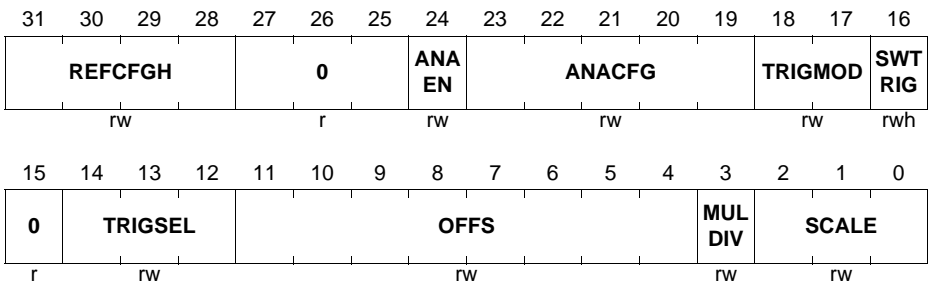 31 30 29 28 27 26 25 24 23 22 21 20 19 18 17 16
REFCFGH 0 ANA EN ANACFG TRIGMOD SWT RIG
rw r rw rw rw rwh
15 14 13 12 11 10 9 8 7 6 5 4 3 2 1 0
0 TRIGSEL OFFS MUL DIV SCALE
r rw rw rw rw